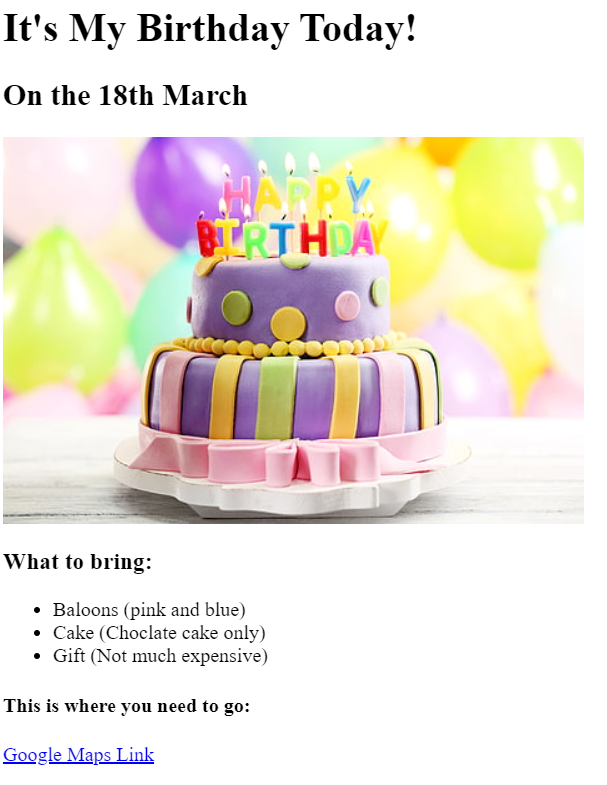 It's My Birthday Today!
On the 18th March
HAPPY
BIRTHDAY
What to bring:
Baloons (pink and blue)
Cake (Choclate cake only)
Gift (Not much expensive)
This is where you need to go:
Google Maps Link